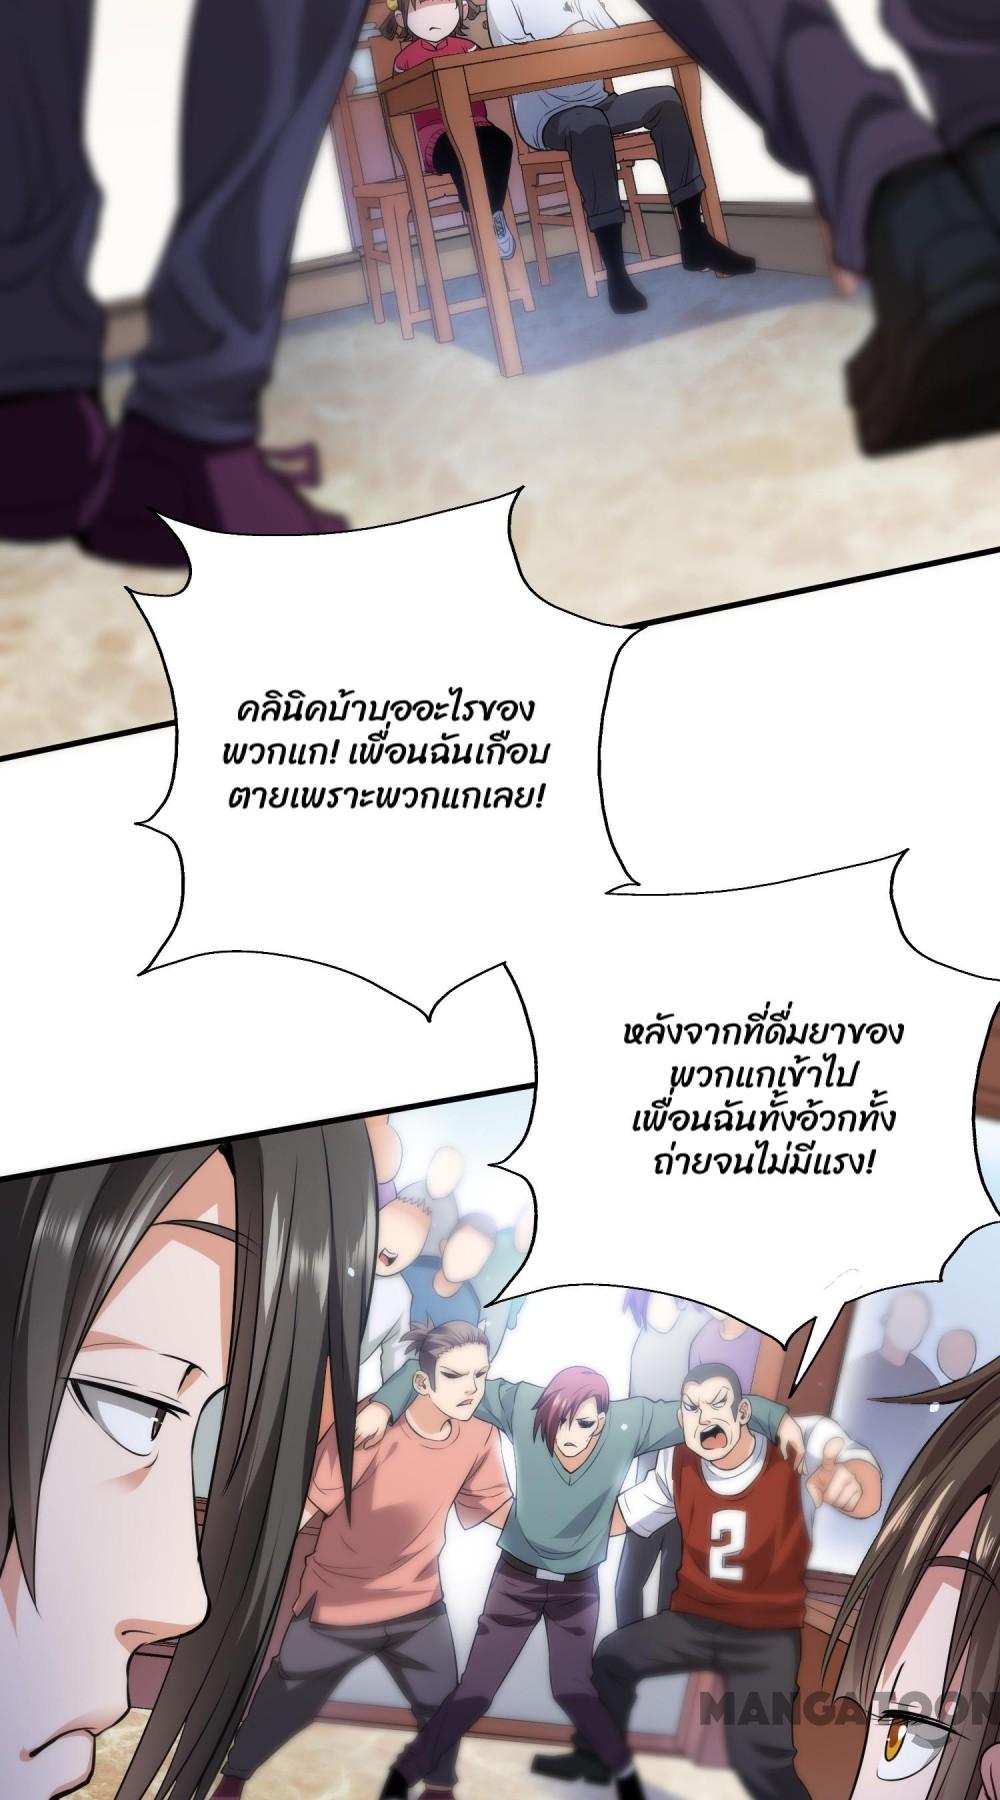 คลินิคบ้าบออะไรของ
พวกแก! เพื่อนฉันเกือบ
ตายเพราะพวกแกเลย!
หลังจากที่ดื่มยาของ
พวกแกเข้าไป
เพื่อนฉันทั้งอ้วกทั้ง
ถ่ายจนไม่มีแรง!
2
MANGATOON